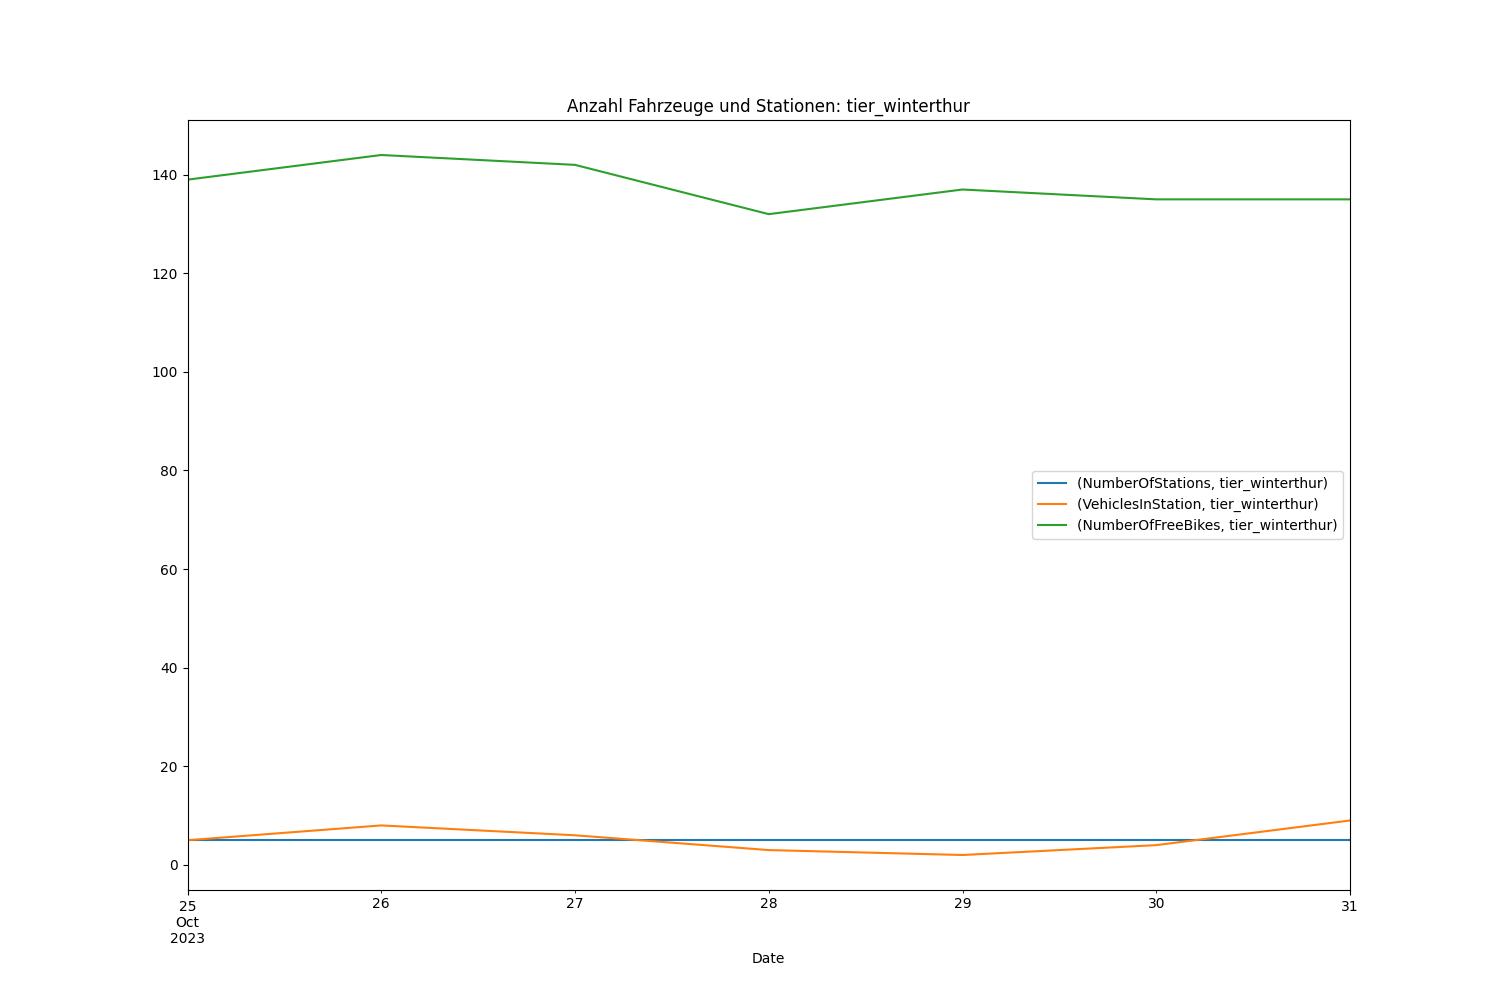 Anzahl Fahrzeuge und Stationen: tier_winterthur
140
120
100
80
60
40
20
0
(NumberOfStations, tier_winterthur)
(VehiclesInStation, tier_winterthur)
(NumberOfFreeBikes, tier_winterthur)
25 26 27 28 29 30 31
Oct
2023
Date